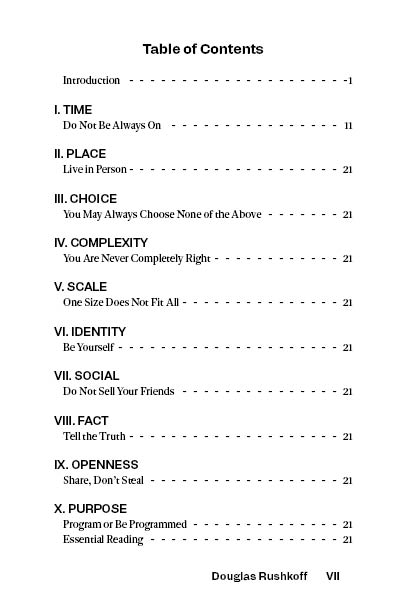 Table of Contents
Introduction - - - - - - - - - - - - - - - - - - - - -1
I. TIME
Do Not Be Always On - - - - - - - - - - - - - - - - 11
II. PLACE
Live in Person - - - - - - - - - - - - - - - - - - - - 21
III. CHOICE
You May Always Choose None of the Above - - - - - - - 21
IV. COMPLEXITY
You Are Never Completely Right - - - - - - - - - - - - 21
V. SCALE
One Size Does Not Fit All - - - - - - - - - - - - - - - 21
VI. IDENTITY
Be Yourself - - - - - - - - - - - - - - - - - - - - - 21
VII. SOCIAL
Do Not Sell Your Friends - - - - - - - - - - - - - - - 21
VIII. FACT
Tell the Truth - - - - - - - - - - - - - - - - - - - - 21
IX. OPENNESS
Share, Don't Steal - - - - - - - - - - - - - - - - - - 21
X. PURPOSE
Program or Be Programmed - - - - - - - - - - - - - - 21
Essential Reading - - - - - - - - - - - - - - - - - - 21
Douglas Rushkoff VII